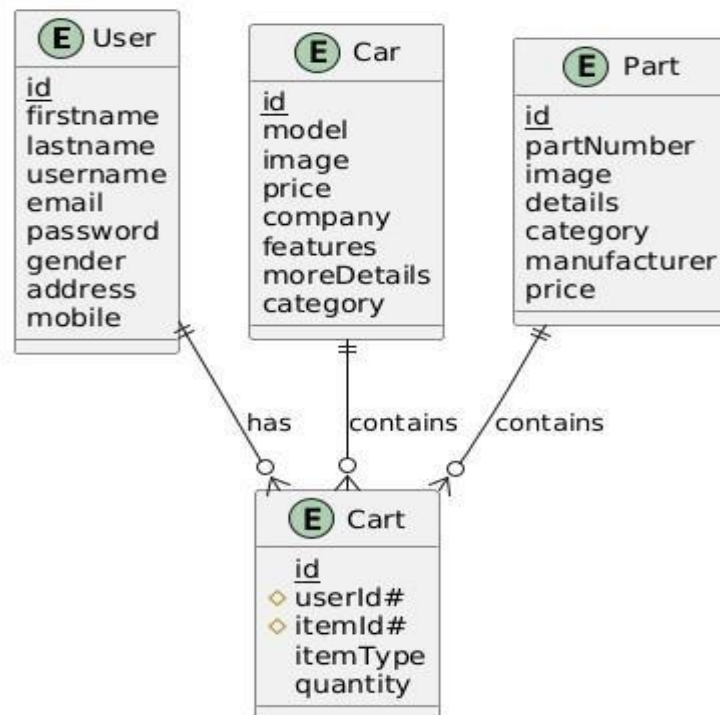 E User
id
firstname
lastname
username
email
password
gender
address
mobile
E Car
id
model
image
price
company
features
moreDetails
category
E Part
id
partNumber
image
details
category
manufacturer
price
has
contains
contains
E Cart
id
userId#
itemId#
itemType
quantity